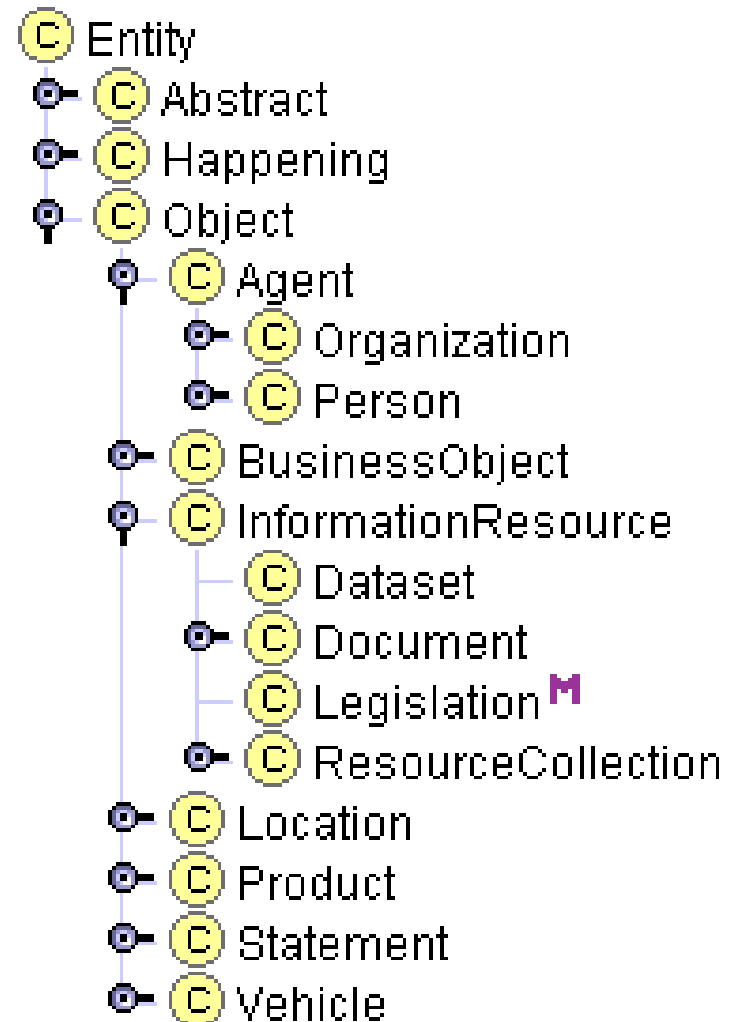 C Entity
C Abstract
C Happening
C Object
C Agent
C Organization
C Person
C BusinessObject
C InformationResource
C Dataset
C Document
C Legislation M
C ResourceCollection
C Location
C Product
C Statement
C Vehicle